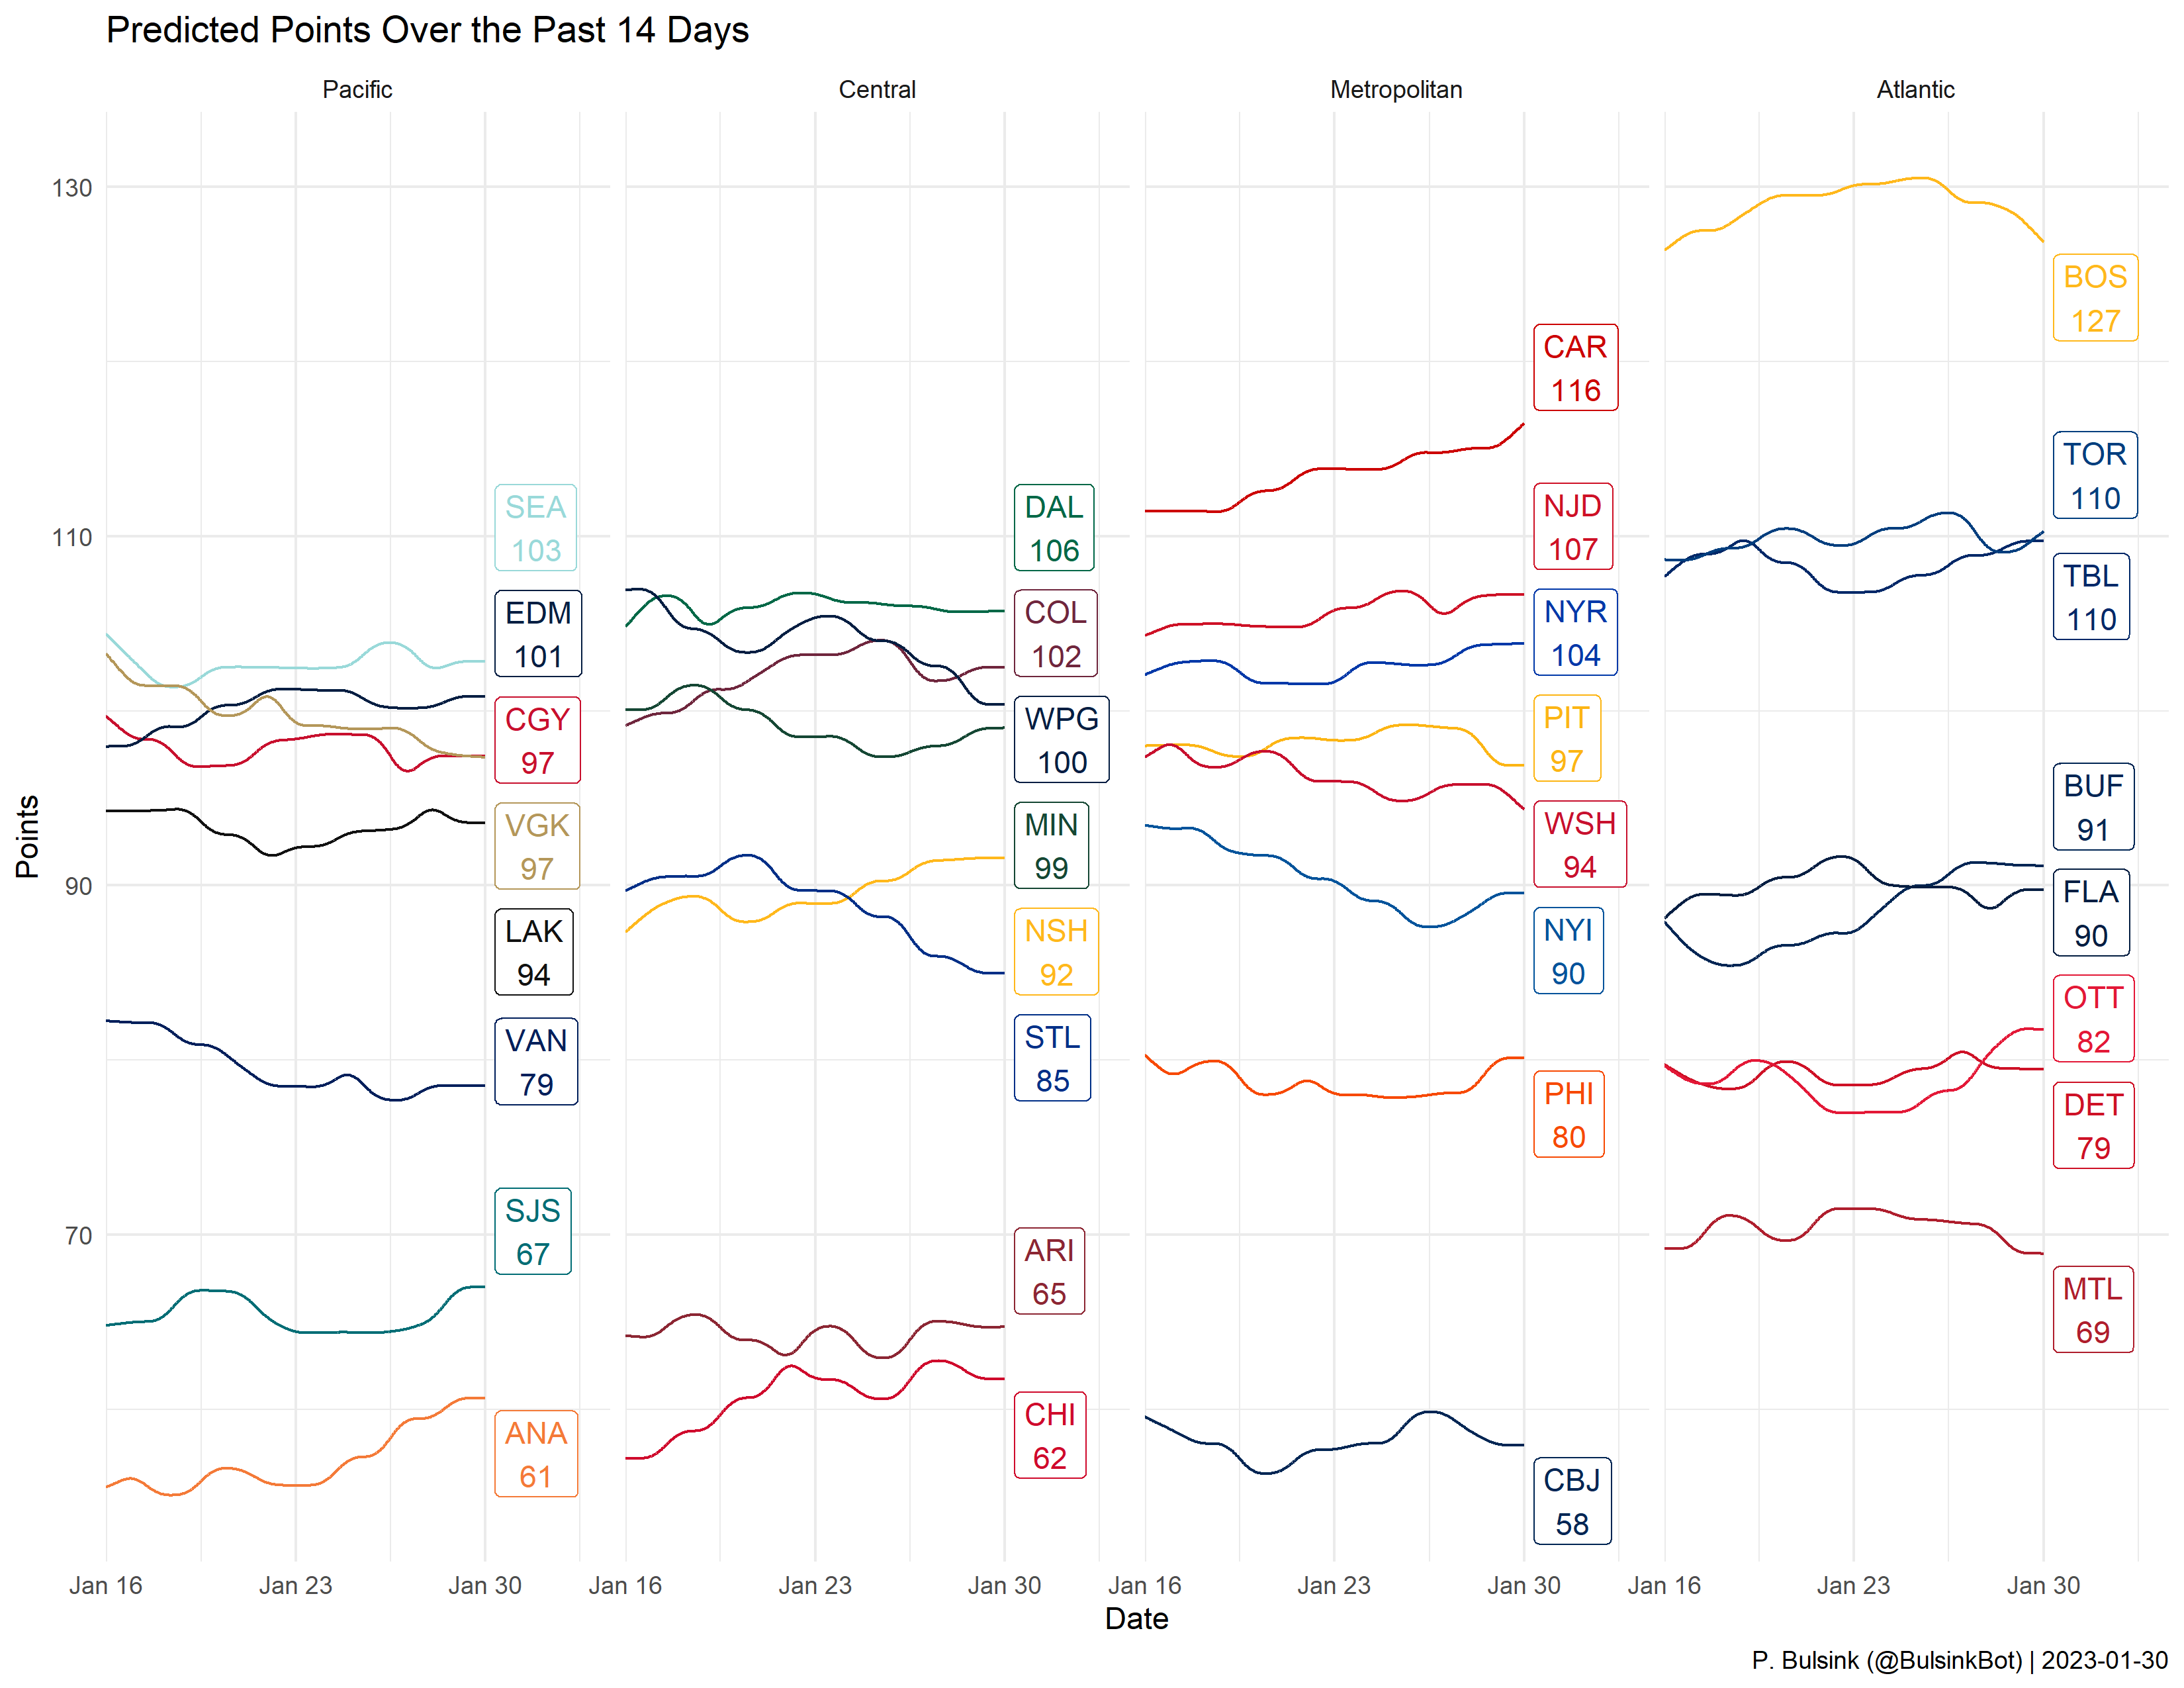 Predicted Points Over the Past 14 Days
Pacific
Central
Metropolitan
Atlantic
Points
130
110
90
70
SEA
103
EDM
101
CGY
97
VGK
97
LAK
94
VAN
79
SJS
67
ANA
61
DAL
106
COL
102
WPG
100
MIN
99
NSH
92
STL
85
ARI
65
CHI
62
CAR
116
NJD
107
NYR
104
PIT
97
WSH
94
NYI
90
PHI
80
CBJ
58
BOS
127
TOR
110
TBL
110
BUF
91
FLA
90
OTT
82
DET
79
MTL
69
Jan 16 Jan 23 Jan 30
Jan 16 Jan 23 Jan 30
Jan 16 Jan 23 Jan 30
Jan 16 Jan 23 Jan 30
Date
P. Bulsink (@BulsinkBot) | 2023-01-30